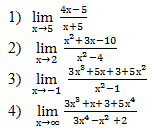 1) lim x→5 4x−5 / x+5
2) lim x→2 x²+3x−10 / x²−4
3) lim x→−1 3x³+5x+3+5x² / x²−1
4) lim x→∞ 3x³+x+3+5x⁴ / 3x⁴−x²+2